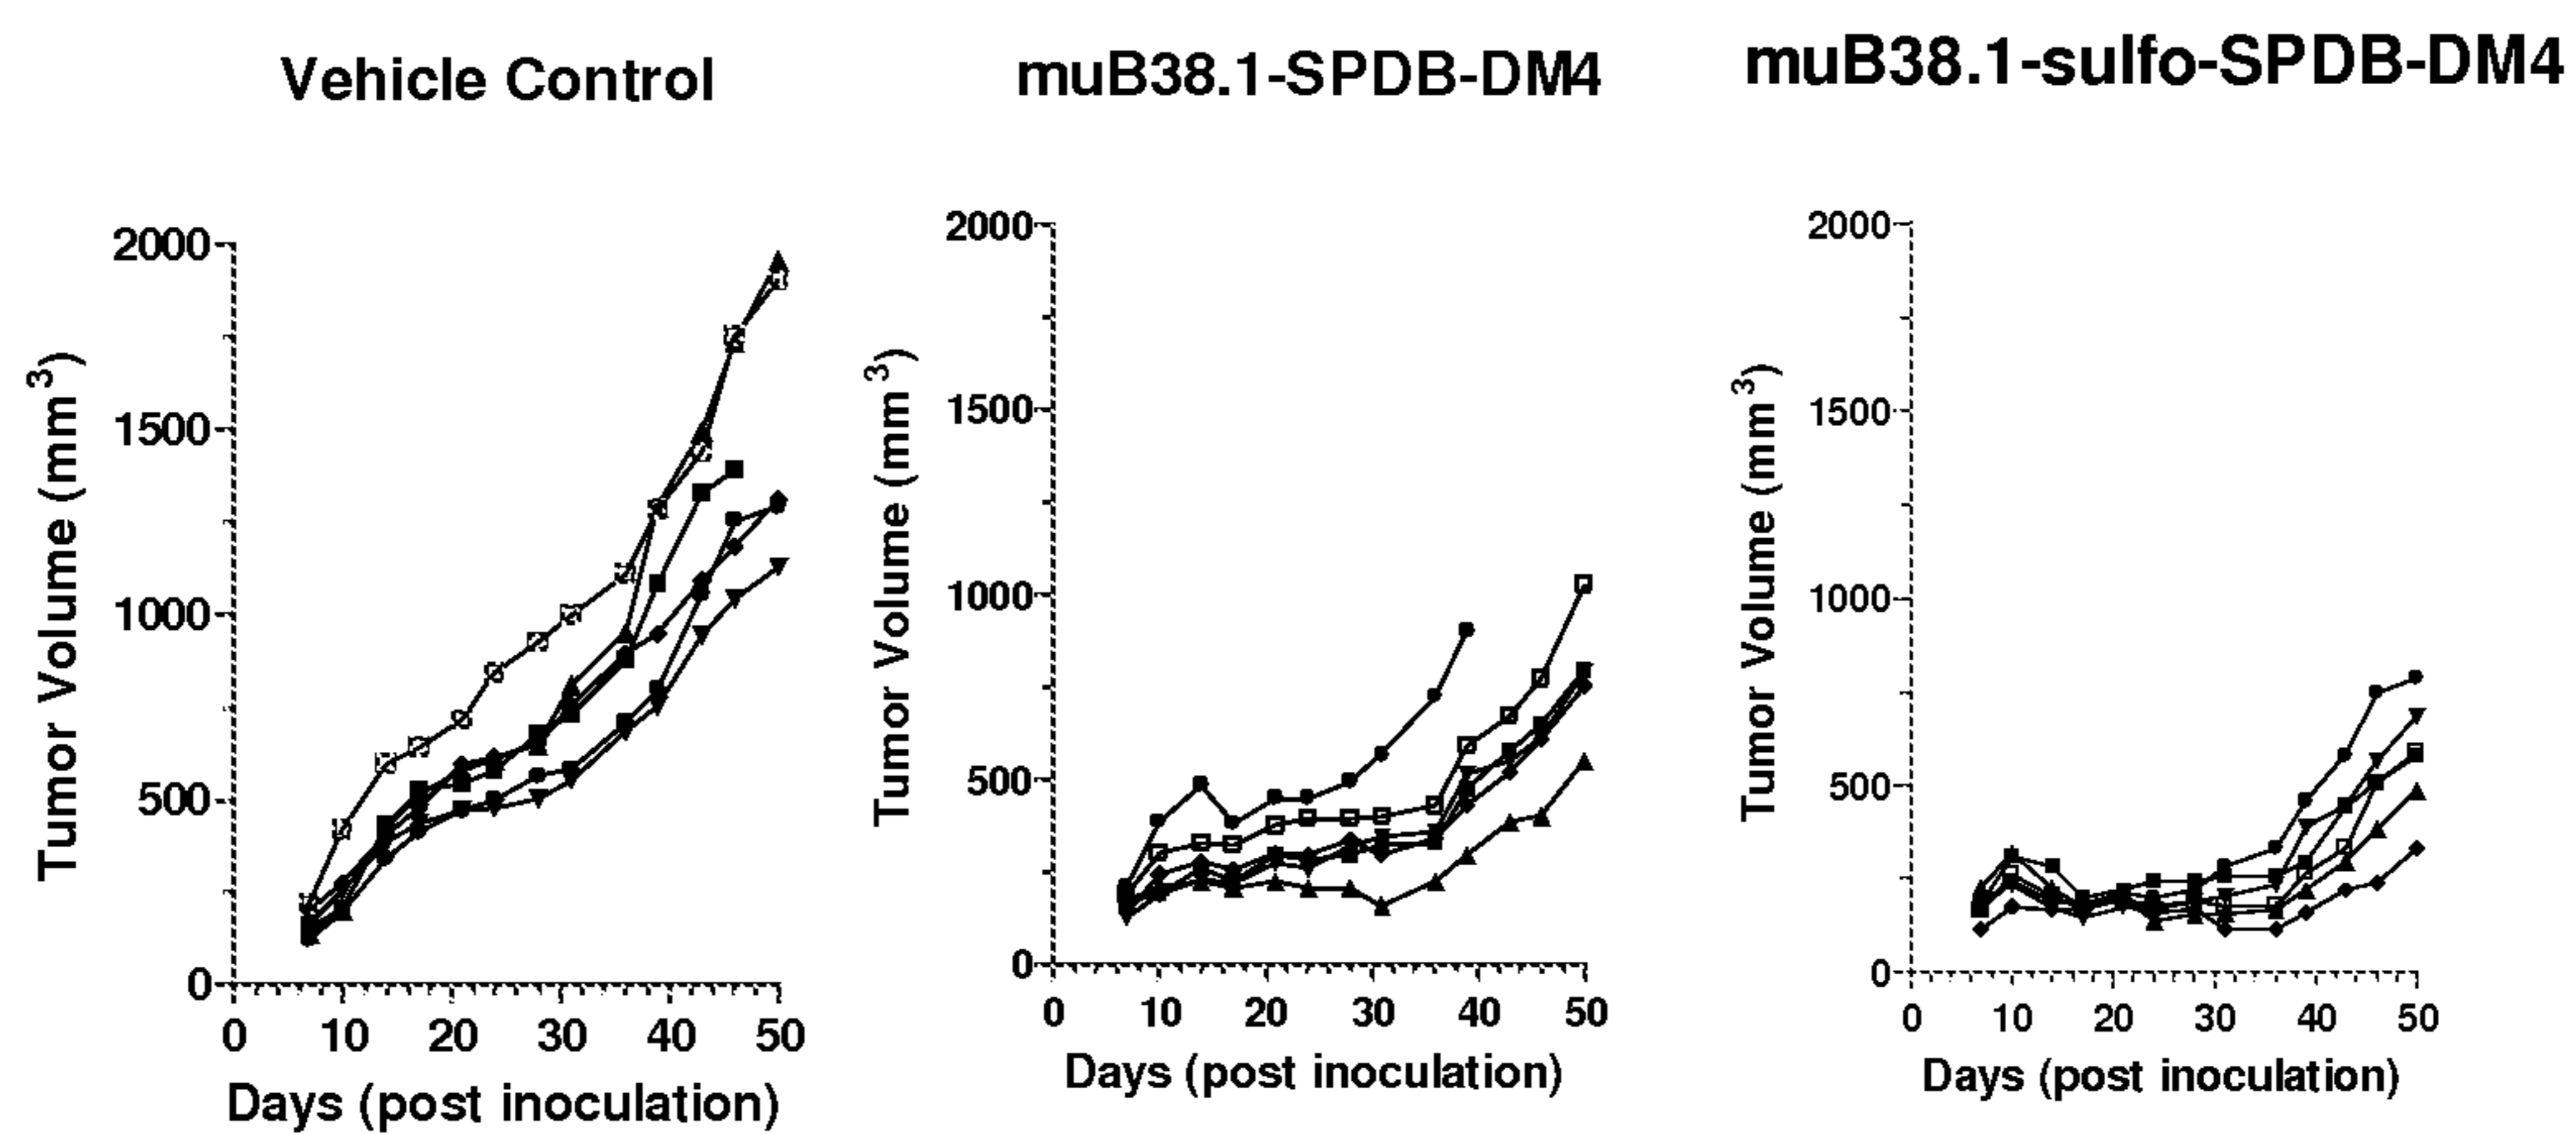 Vehicle Control
Tumor Volume (mm³)
2000
1500
1000
500
0
0 10 20 30 40 50
Days (post inoculation)
muB38.1-SPDB-DM4
Tumor Volume (mm³)
2000
1500
1000
500
0
0 10 20 30 40 50
Days (post inoculation)
muB38.1-sulfo-SPDB-DM4
Tumor Volume (mm³)
2000
1500
1000
500
0
0 10 20 30 40 50
Days (post inoculation)